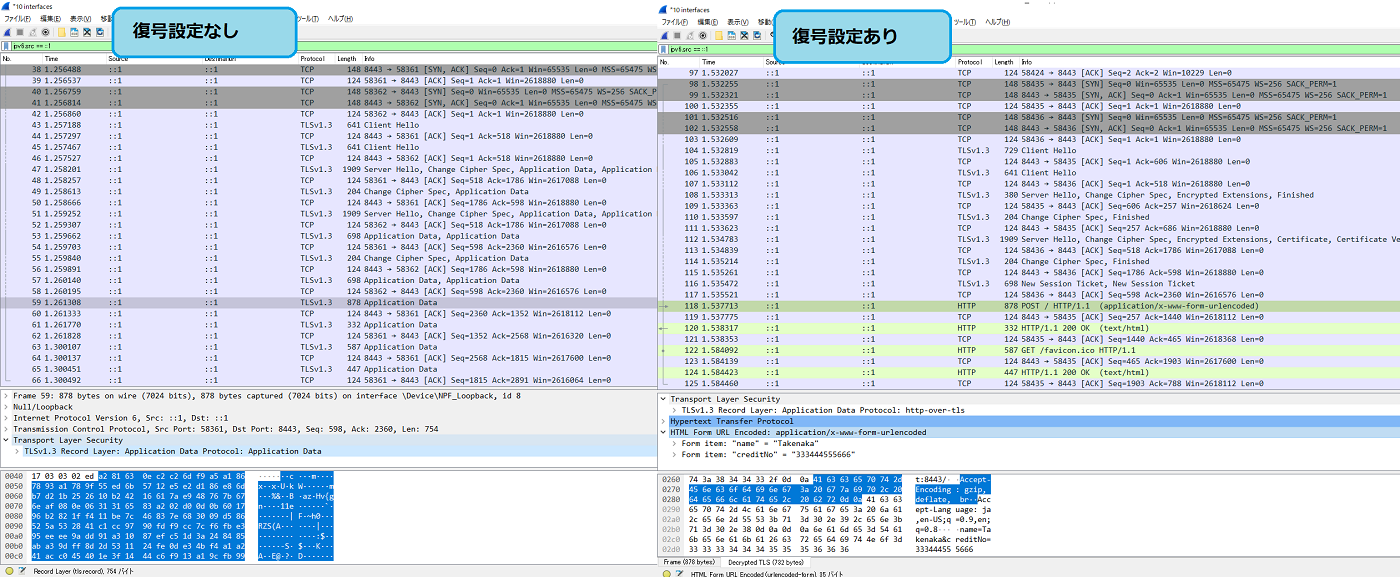 *10 interfaces
ファイル(F) 編集(E) 表示(V) 移動
復号設定なし
ツール(T) ヘルプ(H)
ipv6.src == ::1
No. Time Source Destination Protocol Length Info
38 1.256488 ::1 ::1 TCP 148 8443 → 58361 [SYN, ACK] Seq=0 Ack=1 Win=65535 Len=0 MSS=65475 WS
39 1.256537 ::1 ::1 TCP 124 58361 → 8443 [ACK] Seq=1 Ack=1 Win=2618880 Len=0
40 1.256759 ::1 ::1 TCP 148 58362 → 8443 [SYN] Seq=0 Win=65535 Len=0 MSS=65475 WS=256 SACK_P
41 1.256814 ::1 ::1 TCP 148 8443 → 58362 [SYN, ACK] Seq=0 Ack=1 Win=65535 Len=0 MSS=65475 WS
42 1.256860 ::1 ::1 TCP 124 58362 → 8443 [ACK] Seq=1 Ack=1 Win=2618880 Len=0
43 1.257188 ::1 ::1 TLSv1.3 641 Client Hello
44 1.257297 ::1 ::1 TCP 124 8443 → 58361 [ACK] Seq=1 Ack=518 Win=2618880 Len=0
45 1.257467 ::1 ::1 TLSv1.3 641 Client Hello
46 1.257527 ::1 ::1 TCP 124 8443 → 58362 [ACK] Seq=1 Ack=518 Win=2618880 Len=0
47 1.258201 ::1 ::1 TLSv1.3 1909 Server Hello, Change Cipher Spec, Application Data, Application
48 1.258257 ::1 ::1 TCP 124 58361 → 8443 [ACK] Seq=518 Ack=1786 Win=2617088 Len=0
49 1.258613 ::1 ::1 TLSv1.3 204 Change Cipher Spec, Application Data
50 1.258666 ::1 ::1 TCP 124 8443 → 58361 [ACK] Seq=1786 Ack=598 Win=2618880 Len=0
51 1.259252 ::1 ::1 TLSv1.3 1909 Server Hello, Change Cipher Spec, Application Data, Application
52 1.259307 ::1 ::1 TCP 124 58362 → 8443 [ACK] Seq=518 Ack=1786 Win=2617088 Len=0
53 1.259662 ::1 ::1 TLSv1.3 698 Application Data, Application Data
54 1.259703 ::1 ::1 TCP 124 58361 → 8443 [ACK] Seq=598 Ack=2360 Win=2616576 Len=0
55 1.259840 ::1 ::1 TLSv1.3 204 Change Cipher Spec, Application Data
56 1.259891 ::1 ::1 TCP 124 8443 → 58362 [ACK] Seq=1786 Ack=598 Win=2618880 Len=0
57 1.260140 ::1 ::1 TLSv1.3 698 Application Data, Application Data
58 1.260195 ::1 ::1 TCP 124 58362 → 8443 [ACK] Seq=598 Ack=2360 Win=2616576 Len=0
59 1.261308 ::1 ::1 TLSv1.3 878 Application Data
60 1.261333 ::1 ::1 TCP 124 8443 → 58361 [ACK] Seq=2360 Ack=1352 Win=2618112 Len=0
61 1.261770 ::1 ::1 TLSv1.3 332 Application Data
62 1.261828 ::1 ::1 TCP 124 58361 → 8443 [ACK] Seq=1352 Ack=2568 Win=2616320 Len=0
63 1.300107 ::1 ::1 TLSv1.3 587 Application Data
64 1.300137 ::1 ::1 TCP 124 8443 → 58361 [ACK] Seq=2568 Ack=1815 Win=2617600 Len=0
65 1.300451 ::1 ::1 TLSv1.3 447 Application Data
66 1.300492 ::1 ::1 TCP 124 58361 → 8443 [ACK] Seq=1815 Ack=2891 Win=2616064 Len=0
Frame 59: 878 bytes on wire (7024 bits), 878 bytes captured (7024 bits) on interface \Device\NPF_Loopback, id 8
Null/Loopback
Internet Protocol Version 6, Src: ::1, Dst: ::1
Transmission Control Protocol, Src Port: 58361, Dst Port: 8443, Seq: 598, Ack: 2360, Len: 754
Transport Layer Security
TLSv1.3 Record Layer: Application Data Protocol: Application Data
0040 17 03 03 02 ed a2 81 63 0e c2 c2 6d f9 a5 a1 86
0050 78 93 a1 78 9f 55 ed 6b 57 12 e5 e2 d1 86 e8 6d
0060 b7 d2 1b 25 26 10 b2 42 16 61 7a e9 48 76 7b 67
0070 6e af 08 0e 06 31 31 65 83 a2 02 d0 0d 0b 60 17
0080 96 b2 82 1f f4 11 be 7c 46 83 7e 68 30 09 d5 86
0090 52 5a 53 28 41 c1 cc 97 90 fd f9 cc 7c f6 fb e3
00a0 95 ee ee 9a dd 91 a3 10 87 ef c5 1d 3a 24 84 85
00b0 ab a3 9d ff 8d 2d 53 11 24 fe 0d e3 4b f4 a1 a2
00c0 41 ac c0 45 40 1e 3f 14 44 c6 f9 13 a1 9c fb 99
Record Layer (tls.record), 754 バイト
*10 interfaces
ファイル(F) 編集(E) 表示(V) 移動
復号設定あり
ツール(T) ヘルプ(H)
ipv6.src == ::1
No. Time Source Destination Protocol Length Info
97 1.532027 ::1 ::1 TCP 124 58424 → 8443 [ACK] Seq=2 Ack=2 Win=10229 Len=0
98 1.532255 ::1 ::1 TCP 148 58435 → 8443 [SYN] Seq=0 Win=65535 Len=0 MSS=65475 WS=256 SACK_PERM=1
99 1.532321 ::1 ::1 TCP 148 8443 → 58435 [SYN, ACK] Seq=0 Ack=1 Win=65535 Len=0 MSS=65475 WS=256 SACK_PERM=1
100 1.532355 ::1 ::1 TCP 124 58435 → 8443 [ACK] Seq=1 Ack=1 Win=2618880 Len=0
101 1.532516 ::1 ::1 TCP 148 58436 → 8443 [SYN] Seq=0 Win=65535 Len=0 MSS=65475 WS=256 SACK_PERM=1
102 1.532558 ::1 ::1 TCP 148 8443 → 58436 [SYN, ACK] Seq=0 Ack=1 Win=65535 Len=0 MSS=65475 WS=256 SACK_PERM=1
103 1.532609 ::1 ::1 TCP 124 58436 → 8443 [ACK] Seq=1 Ack=1 Win=2618880 Len=0
104 1.532819 ::1 ::1 TLSv1.3 729 Client Hello
105 1.532883 ::1 ::1 TCP 124 8443 → 58435 [ACK] Seq=1 Ack=606 Win=2618880 Len=0
106 1.533042 ::1 ::1 TLSv1.3 641 Client Hello
107 1.533112 ::1 ::1 TCP 124 8443 → 58436 [ACK] Seq=1 Ack=518 Win=2618880 Len=0
108 1.533313 ::1 ::1 TLSv1.3 380 Server Hello, Change Cipher Spec, Encrypted Extensions, Finished
109 1.533363 ::1 ::1 TCP 124 58435 → 8443 [ACK] Seq=606 Ack=257 Win=2618624 Len=0
110 1.533597 ::1 ::1 TLSv1.3 204 Change Cipher Spec, Finished
111 1.533623 ::1 ::1 TCP 124 8443 → 58435 [ACK] Seq=257 Ack=686 Win=2618880 Len=0
112 1.534783 ::1 ::1 TLSv1.3 1909 Server Hello, Change Cipher Spec, Encrypted Extensions, Certificate, Certificate Ve
113 1.534839 ::1 ::1 TCP 124 58436 → 8443 [ACK] Seq=518 Ack=1786 Win=2617088 Len=0
114 1.535214 ::1 ::1 TLSv1.3 204 Change Cipher Spec, Finished
115 1.535261 ::1 ::1 TCP 124 8443 → 58436 [ACK] Seq=1786 Ack=598 Win=2618880 Len=0
116 1.535472 ::1 ::1 TLSv1.3 698 New Session Ticket, New Session Ticket
117 1.535521 ::1 ::1 TCP 124 58436 → 8443 [ACK] Seq=598 Ack=2360 Win=2616576 Len=0
118 1.537713 ::1 ::1 HTTP 878 POST / HTTP/1.1 (application/x-www-form-urlencoded)
119 1.537775 ::1 ::1 TCP 124 8443 → 58435 [ACK] Seq=257 Ack=1440 Win=2618112 Len=0
120 1.538317 ::1 ::1 HTTP 332 HTTP/1.1 200 OK (text/html)
121 1.538353 ::1 ::1 TCP 124 58435 → 8443 [ACK] Seq=1440 Ack=465 Win=2618368 Len=0
122 1.584092 ::1 ::1 HTTP 587 GET /favicon.ico HTTP/1.1
123 1.584139 ::1 ::1 TCP 124 8443 → 58435 [ACK] Seq=465 Ack=1903 Win=2617600 Len=0
124 1.584423 ::1 ::1 HTTP 447 HTTP/1.1 200 OK (text/html)
125 1.584460 ::1 ::1 TCP 124 58435 → 8443 [ACK] Seq=1903 Ack=788 Win=2618112 Len=0
Transport Layer Security
TLSv1.3 Record Layer: Application Data Protocol: http-over-tls
Hypertext Transfer Protocol
HTML Form URL Encoded: application/x-www-form-urlencoded
Form item: "name" = "Takenaka"
Form item: "creditNo" = "333444555666"
0260 74 3a 38 34 34 33 2f 0d 0a 41 63 63 65 70 74 2d t:8443/·· Accept-
0270 45 6e 63 6f 64 69 6e 67 3a 20 67 7a 69 70 2c 20 Encoding : gzip,
0280 64 65 66 6c 61 74 65 2c 20 62 72 0d 0a 41 63 63 deflate, br··Acc
0290 65 70 74 2d 4c 61 6e 67 75 61 67 65 3a 20 6a 61 ept-Lang uage: ja
02a0 2c 65 6e 2d 55 53 3b 71 3d 30 2e 39 2c 65 6e 3b ,en-US;q =0.9,en;
02b0 71 3d 30 2e 38 0d 0a 0d 0a 6e 61 6d 65 3d 54 61 q=0.8··· ·name=Ta
02c0 6b 65 6e 61 6b 61 26 63 72 65 64 69 74 4e 6f 3d kenaka&c reditNo=
02d0 33 33 33 34 34 34 35 35 35 36 36 36 33344455 5666
Frame (878 bytes) Decrypted TLS (732 bytes)
HTML Form URL Encoded (urlencoded-form), 35 バイト